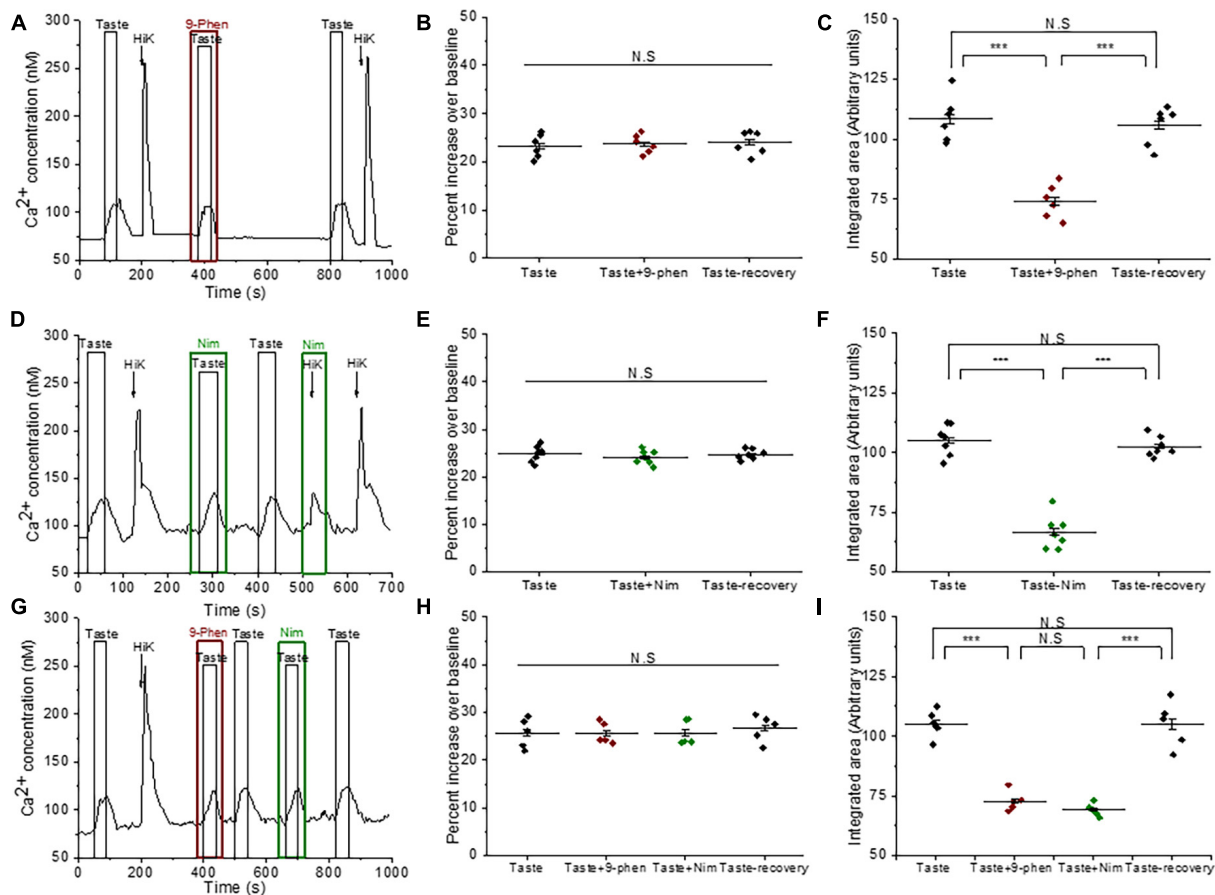 A
B
C
Taste
9-Phen
Taste
Taste
HiK
HiK
300
250
200
150
100
50
Ca2+ concentration (nM)
0 200 400 600 800 1000
Time (s)
50
40
30
20
10
0
Percent increase over baseline
N.S
Taste Taste+9-phen Taste-recovery
150
125
100
75
50
Integrated area (Arbitrary units)
N.S
*** ***
Taste Taste+9-phen Taste-recovery
D
E
F
Taste
Nim
Taste
Taste
Nim
HiK
HiK
HiK
300
250
200
150
100
50
Ca2+ concentration (nM)
0 100 200 300 400 500 600 700
Time (s)
50
40
30
20
10
0
Percent increase over baseline
N.S
Taste Taste+Nim Taste-recovery
150
125
100
75
50
Integrated area (Arbitrary units)
N.S
*** ***
Taste Taste-Nim Taste-recovery
G
H
I
Taste
HiK
9-Phen
Taste
Taste
Nim
Taste
Taste
300
250
200
150
100
50
Ca2+ concentration (nM)
0 200 400 600 800 1000
Time (s)
50
40
30
20
10
0
Percent increase over baseline
N.S
Taste Taste+9-phen Taste+Nim Taste-recovery
150
125
100
75
50
Integrated area (Arbitrary units)
N.S
*** N.S ***
Taste Taste+9-phen Taste+Nim Taste-recovery